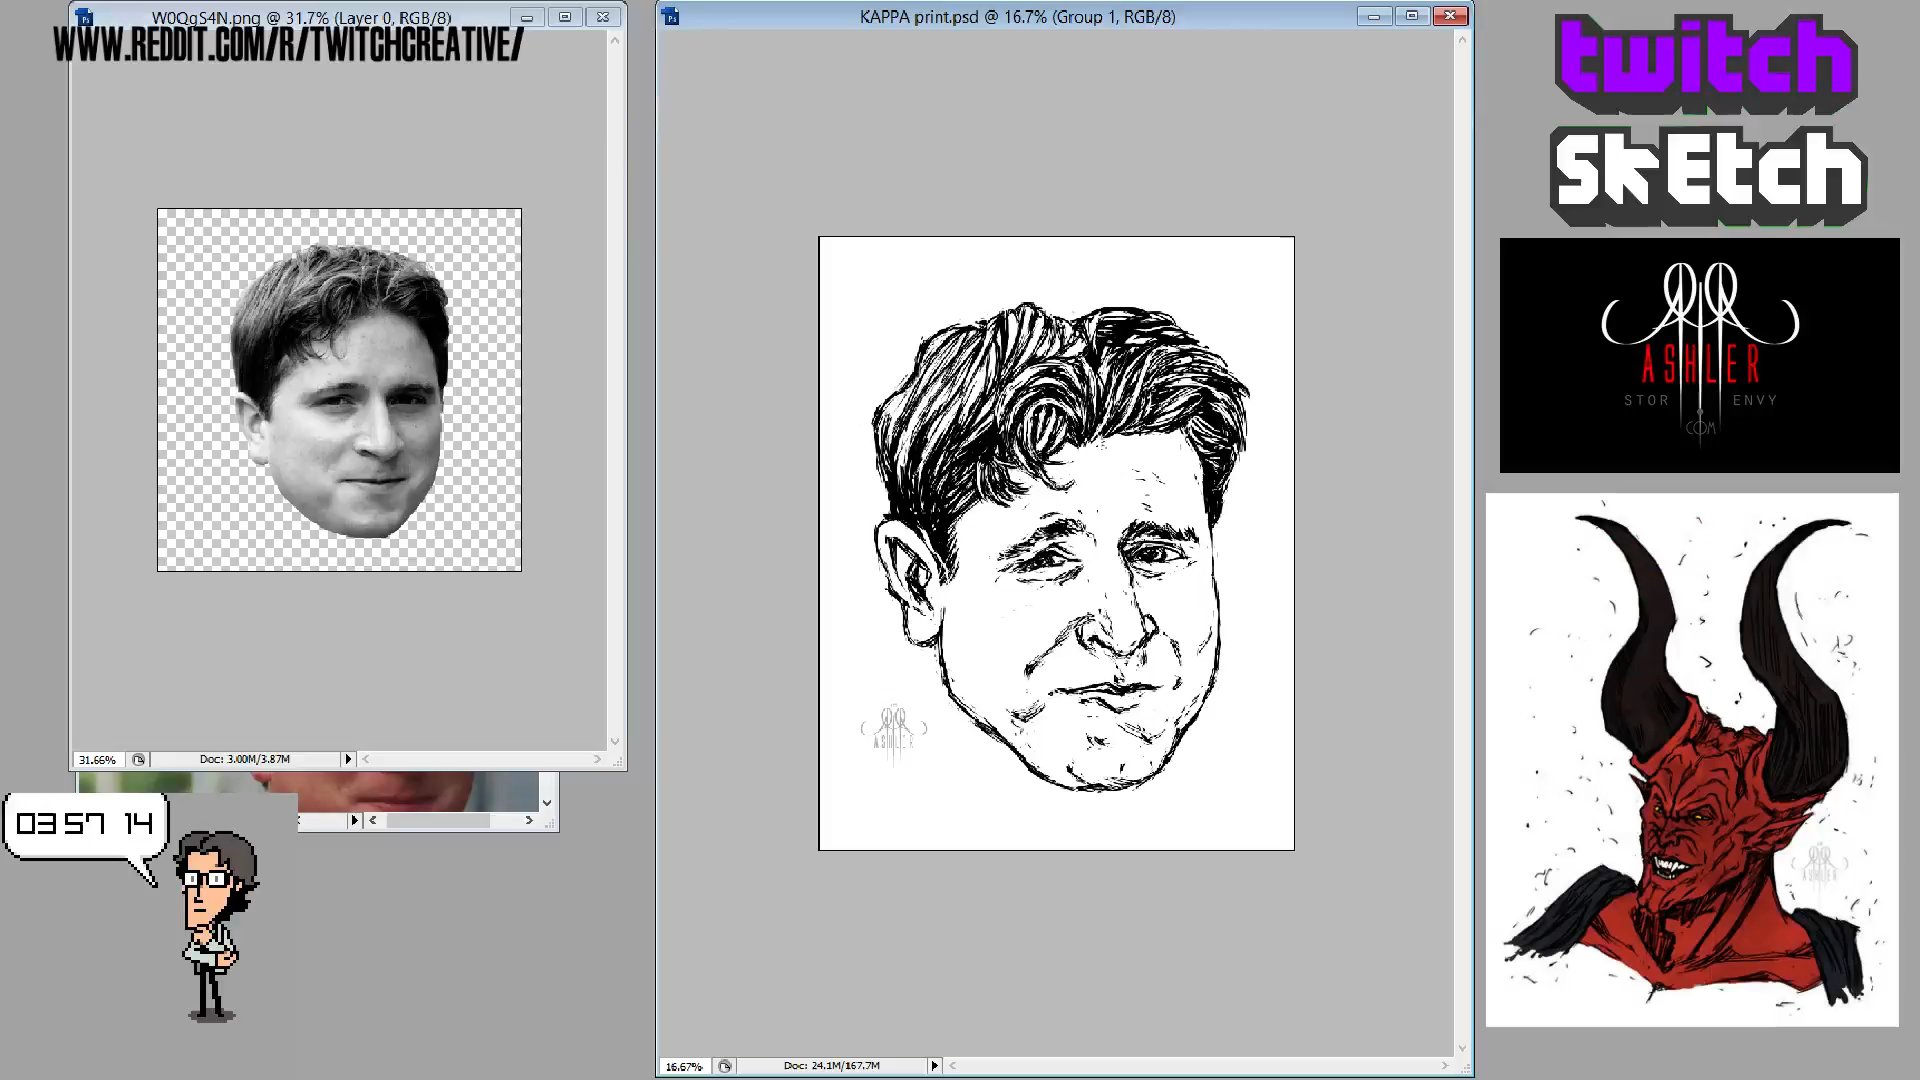 W0QgS4N.png @ 31.7% (Layer 0, RGB/8)
WWW.REDDIT.COM/R/TWITCHCREATIVE/
KAPPA print.psd @ 16.7% (Group 1, RGB/8)
twitch
SkEtch
ASHLER
STOR ENVY
COM
ASHLER
31.66%
Doc: 3.00M/3.87M
03 57 14
ASHLER
16.67%
Doc: 24.1M/167.7M